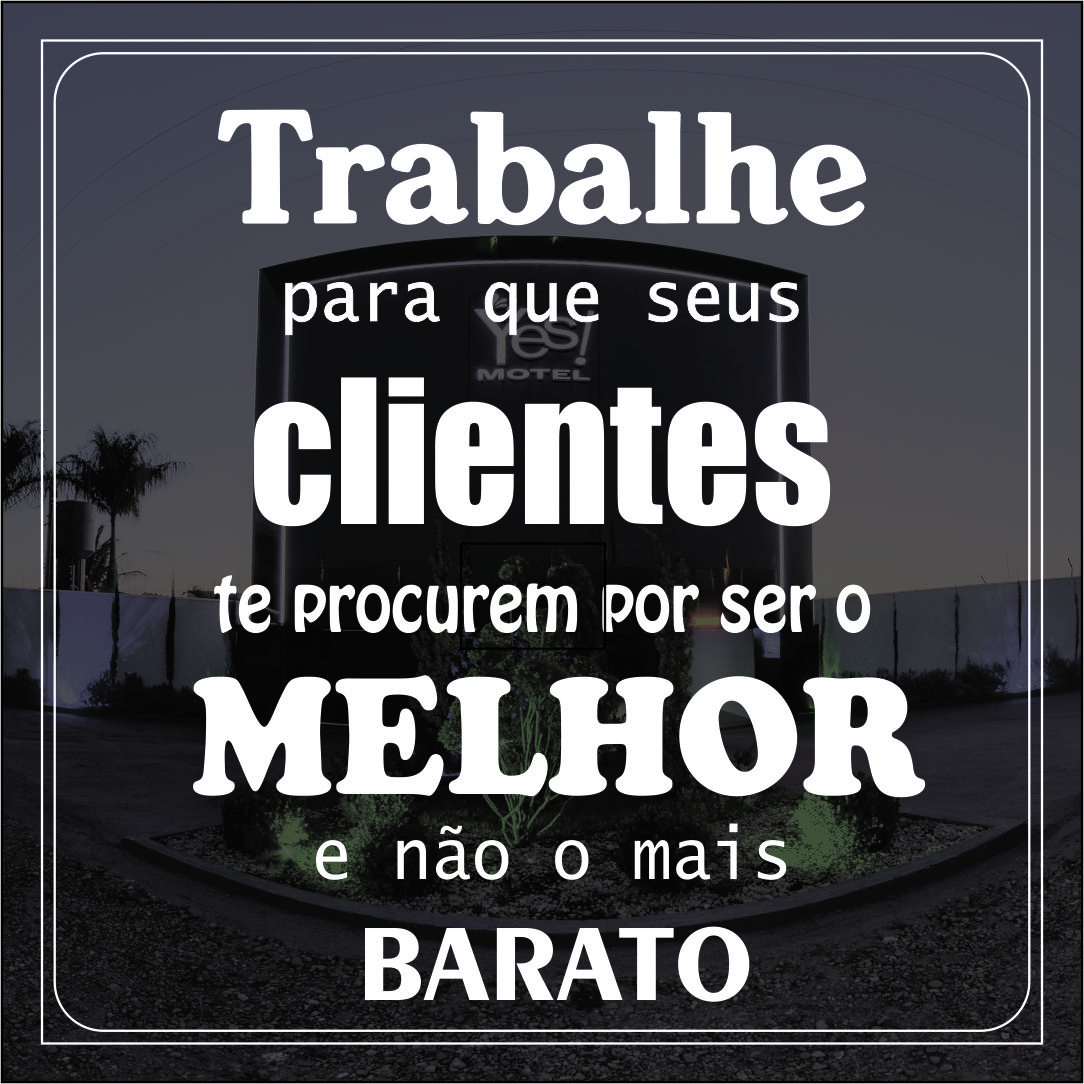 Trabalhe
para que seus
Yes!
MOTEL
clientes
te procurem por ser o
MELHOR
e não o mais
BARATO